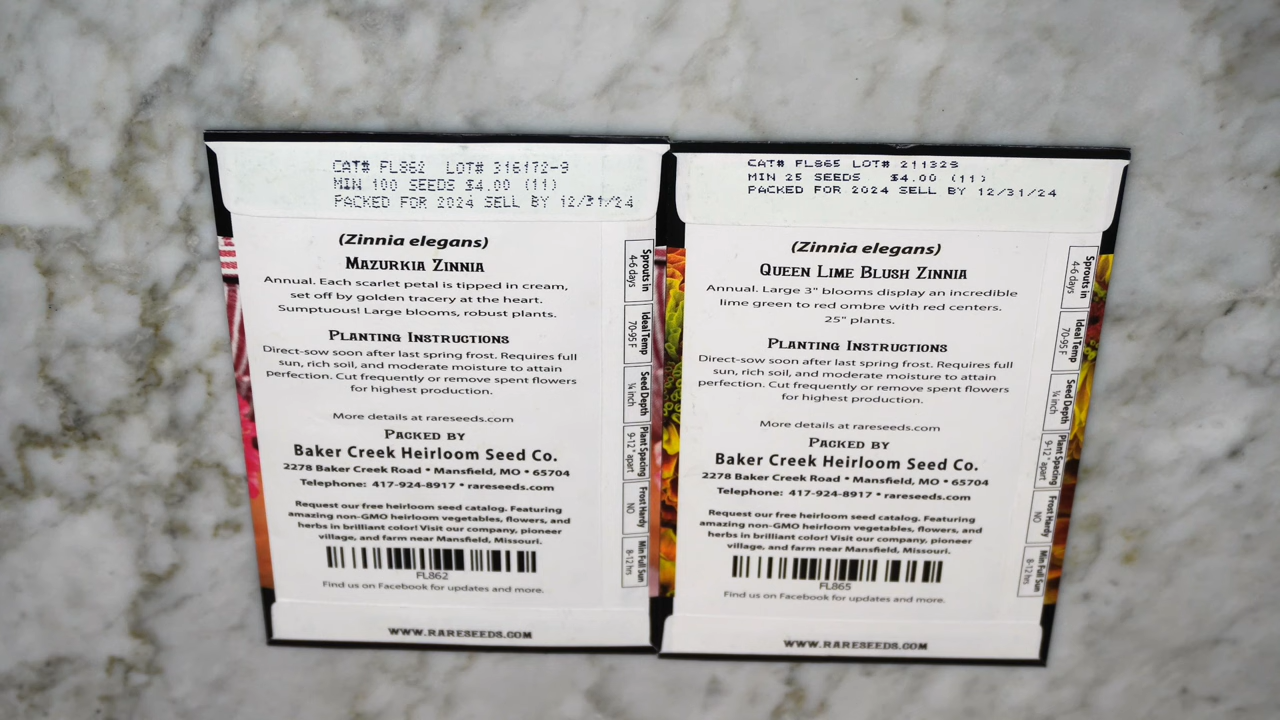 CAT# FL862 LOT# 316172-9
MIN 100 SEEDS $4.00 (11)
PACKED FOR 2024 SELL BY 12/31/24
(Zinnia elegans)
MAZURKIA ZINNIA
Annual. Each scarlet petal is tipped in cream,
set off by golden tracery at the heart.
Sumptuous! Large blooms, robust plants.
PLANTING INSTRUCTIONS
Direct-sow soon after last spring frost. Requires full
sun, rich soil, and moderate moisture to attain
perfection. Cut frequently or remove spent flowers
for highest production.
More details at rareseeds.com
PACKED BY
Baker Creek Heirloom Seed Co.
2278 Baker Creek Road • Mansfield, MO • 65704
Telephone: 417-924-8917 • rareseeds.com
Request our free heirloom seed catalog. Featuring
amazing non-GMO heirloom vegetables, flowers, and
herbs in brilliant color! Visit our company, pioneer
village, and farm near Mansfield, Missouri.
FL862
Find us on Facebook for updates and more.
WWW.RARESEEDS.COM
Sprouts in
4-6 days
Ideal Temp
70-95 F
Seed Depth
¼ inch
Plant Spacing
9-12" apart
Frost Hardy
NO
Min Full Sun
8-12 hrs
CAT# FL865 LOT# 211329
MIN 25 SEEDS $4.00 (11)
PACKED FOR 2024 SELL BY 12/31/24
(Zinnia elegans)
QUEEN LIME BLUSH ZINNIA
Annual. Large 3" blooms display an incredible
lime green to red ombre with red centers.
25" plants.
PLANTING INSTRUCTIONS
Direct-sow soon after last spring frost. Requires full
sun, rich soil, and moderate moisture to attain
perfection. Cut frequently or remove spent flowers
for highest production.
More details at rareseeds.com
PACKED BY
Baker Creek Heirloom Seed Co.
2278 Baker Creek Road • Mansfield, MO • 65704
Telephone: 417-924-8917 • rareseeds.com
Request our free heirloom seed catalog. Featuring
amazing non-GMO heirloom vegetables, flowers, and
herbs in brilliant color! Visit our company, pioneer
village, and farm near Mansfield, Missouri.
FL865
Find us on Facebook for updates and more.
WWW.RARESEEDS.COM
Sprouts in
4-6 days
Ideal Temp
70-95 F
Seed Depth
¼ inch
Plant Spacing
9-12" apart
Frost Hardy
NO
Min Full Sun
8-12 hrs